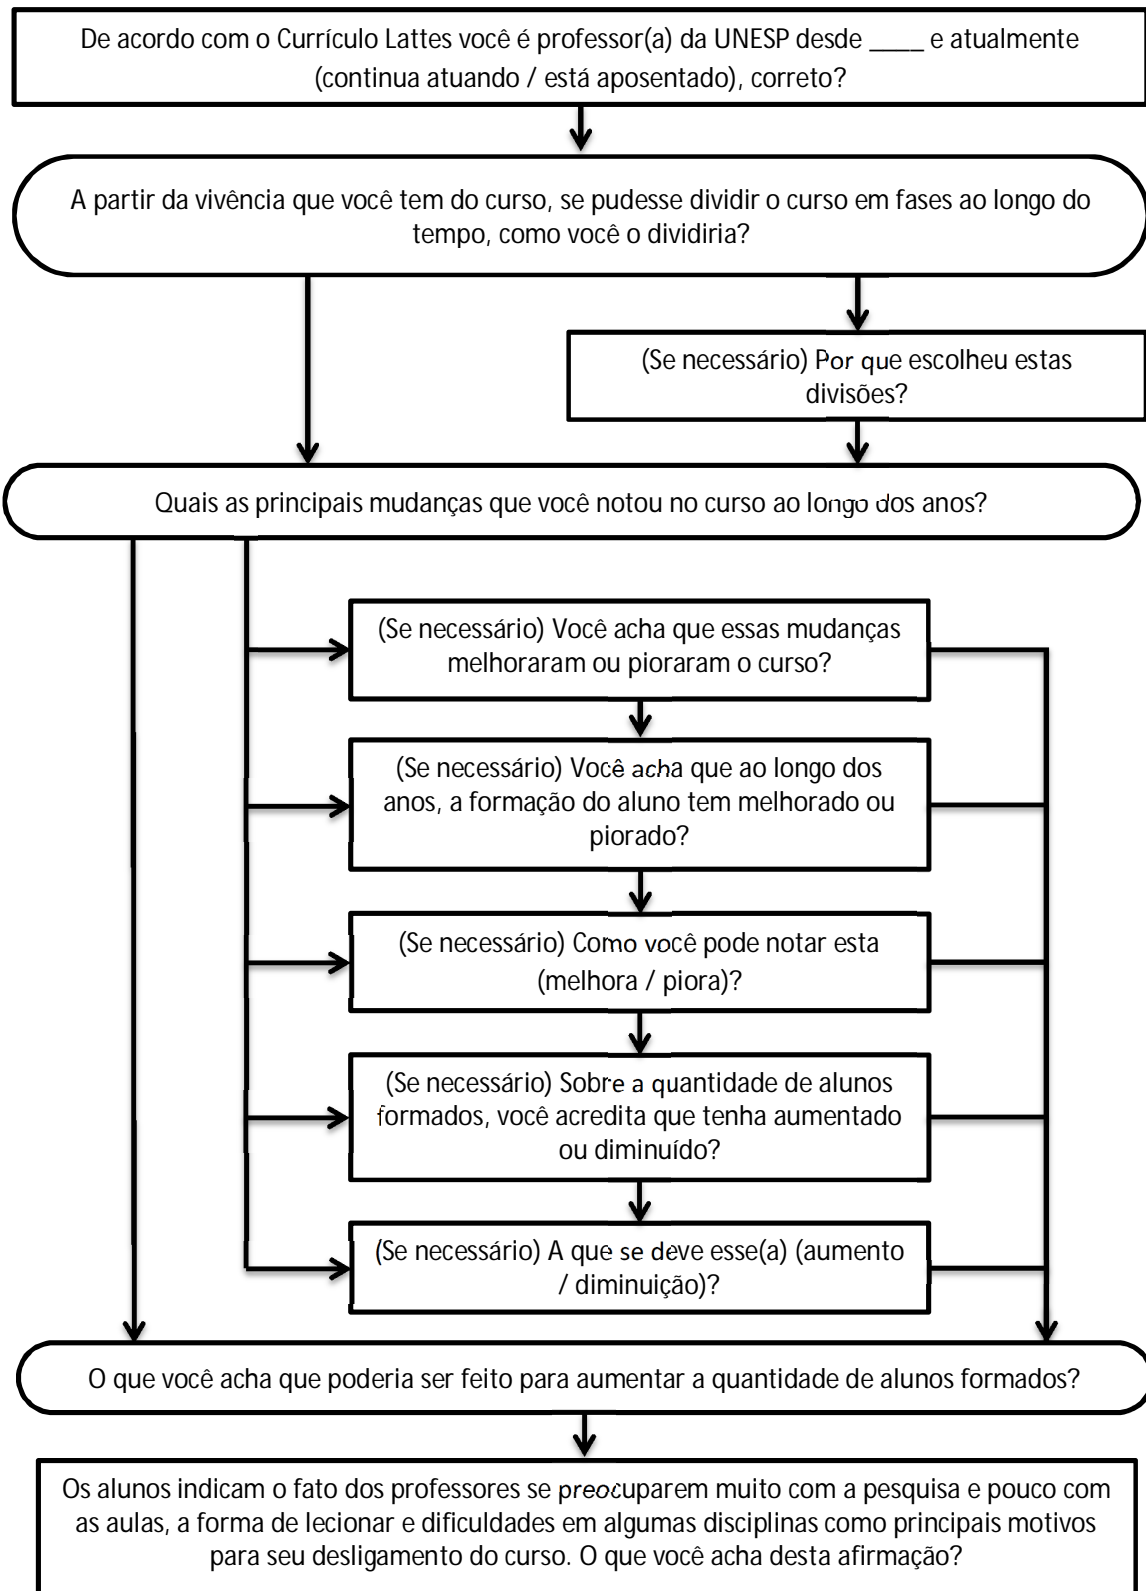 De acordo com o Currículo Lattes você é professor(a) da UNESP desde ____ e atualmente
(continua atuando / está aposentado), correto?
A partir da vivência que você tem do curso, se pudesse dividir o curso em fases ao longo do
tempo, como você o dividiria?
(Se necessário) Por que escolheu estas
divisões?
Quais as principais mudanças que você notou no curso ao longo dos anos?
(Se necessário) Você acha que essas mudanças
melhoraram ou pioraram o curso?
(Se necessário) Você acha que ao longo dos
anos, a formação do aluno tem melhorado ou
piorado?
(Se necessário) Como você pode notar esta
(melhora / piora)?
(Se necessário) Sobre a quantidade de alunos
formados, você acredita que tenha aumentado
ou diminuído?
(Se necessário) A que se deve esse(a) (aumento
/ diminuição)?
O que você acha que poderia ser feito para aumentar a quantidade de alunos formados?
Os alunos indicam o fato dos professores se preocuparem muito com a pesquisa e pouco com
as aulas, a forma de lecionar e dificuldades em algumas disciplinas como principais motivos
para seu desligamento do curso. O que você acha desta afirmação?